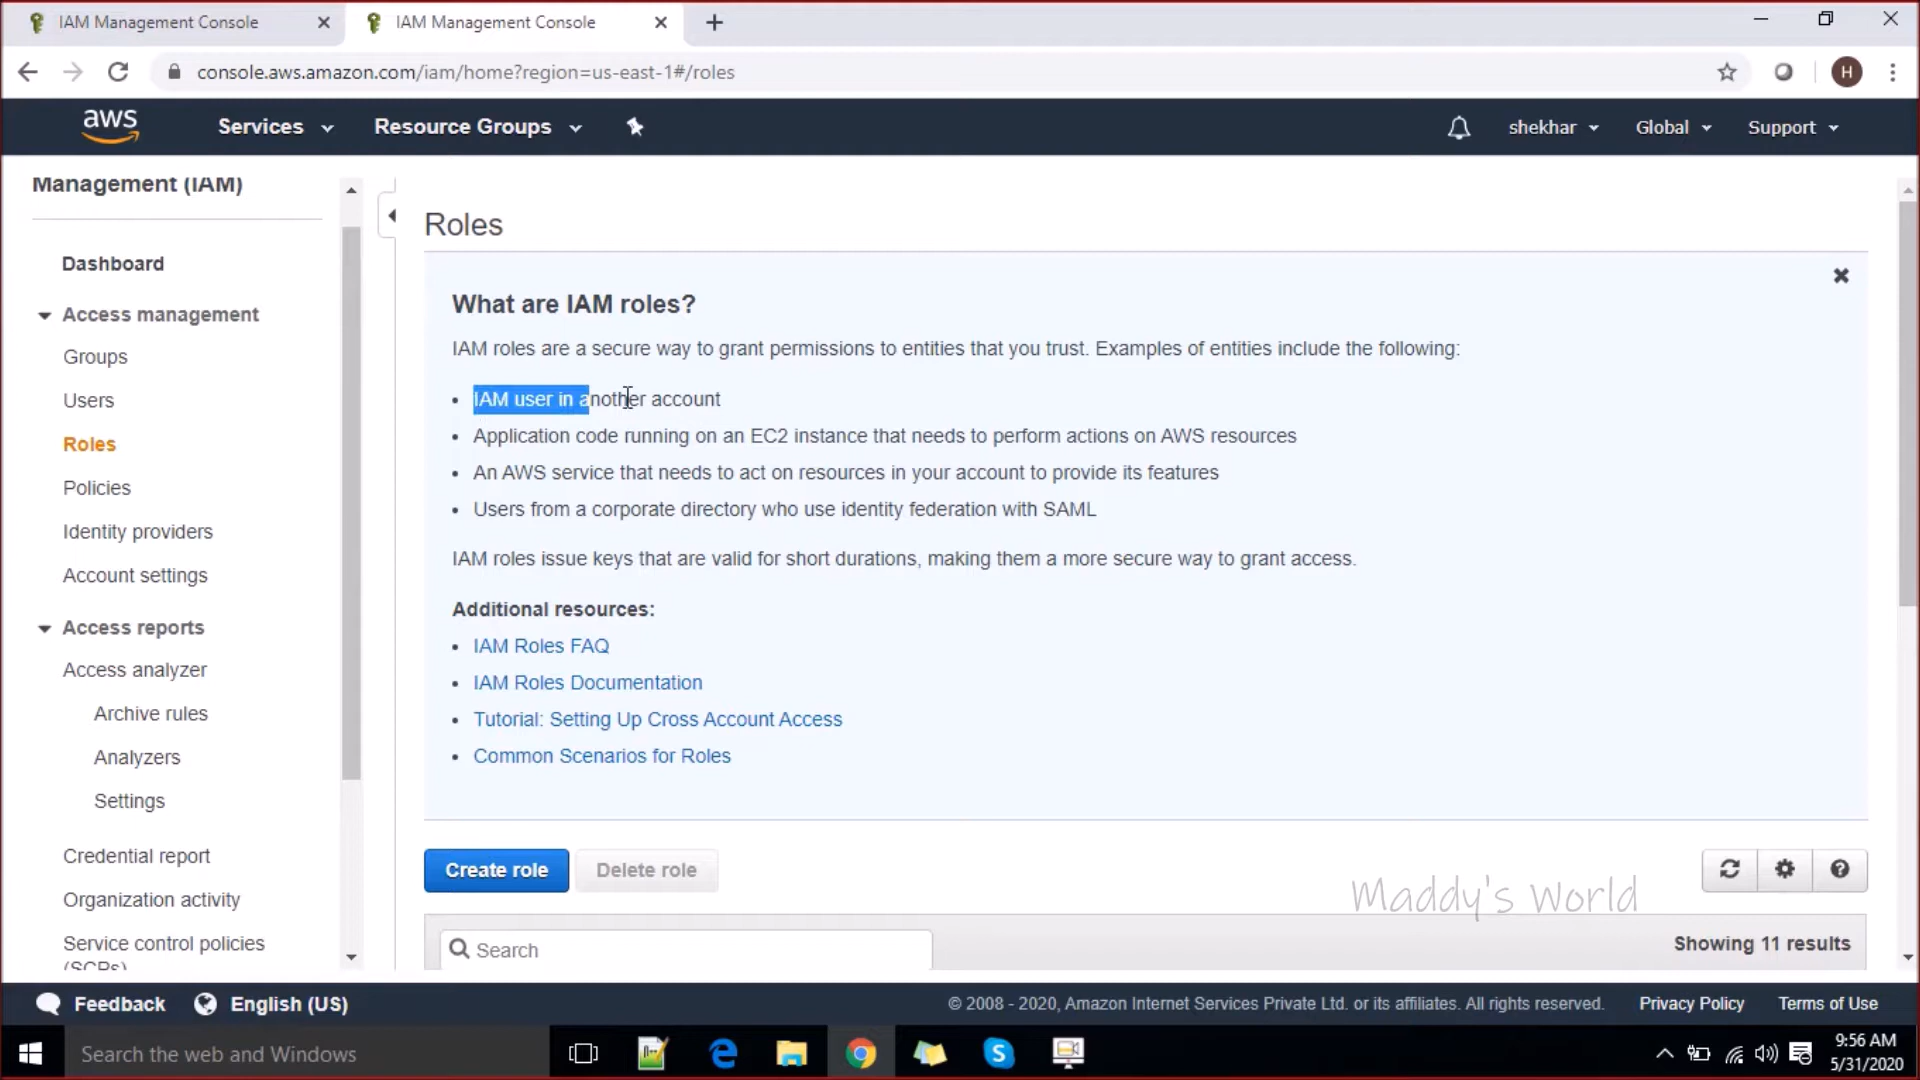 IAM Management Console
IAM Management Console
console.aws.amazon.com/iam/home?region=us-east-1#/roles
H
aws
Services
Resource Groups
shekhar
Global
Support
Management (IAM)
Dashboard
Access management
Groups
Users
Roles
Policies
Identity providers
Account settings
Access reports
Access analyzer
Archive rules
Analyzers
Settings
Credential report
Organization activity
Service control policies
(SCPs)
Roles
What are IAM roles?
IAM roles are a secure way to grant permissions to entities that you trust. Examples of entities include the following:
• IAM user in another account
• Application code running on an EC2 instance that needs to perform actions on AWS resources
• An AWS service that needs to act on resources in your account to provide its features
• Users from a corporate directory who use identity federation with SAML
IAM roles issue keys that are valid for short durations, making them a more secure way to grant access.
Additional resources:
• IAM Roles FAQ
• IAM Roles Documentation
• Tutorial: Setting Up Cross Account Access
• Common Scenarios for Roles
Create role
Delete role
Maddy's World
Search
Showing 11 results
Feedback
English (US)
© 2008 - 2020, Amazon Internet Services Private Ltd. or its affiliates. All rights reserved.
Privacy Policy
Terms of Use
Search the web and Windows
9:56 AM
5/31/2020